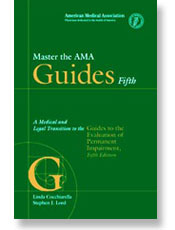 American Medical Association
Master the AMA
Guides
Fifth
A Medical and
Legal Transition to the
Guides to the
Evaluation of
Permanent
Impairment,
Fifth Edition
G
Linda Cocchiarella
Stephen J. Lord